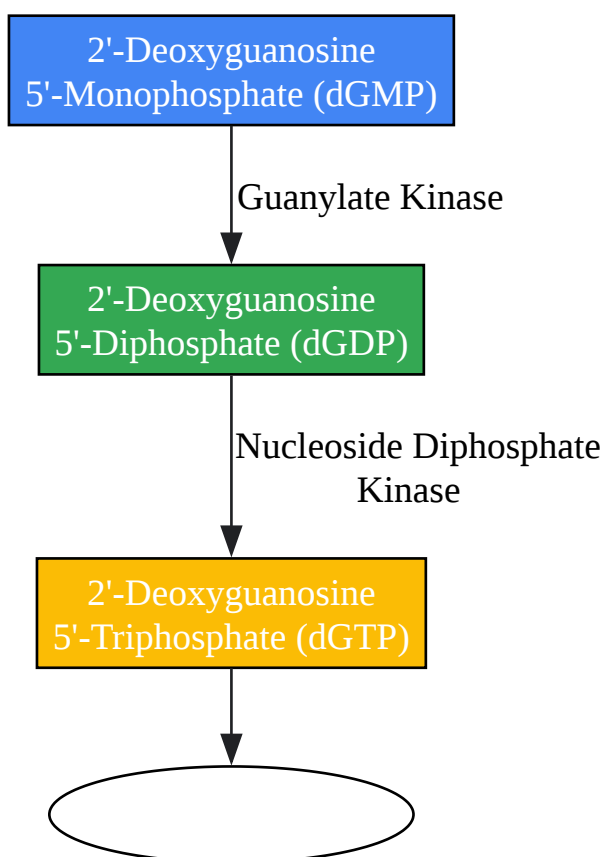 2'-Deoxyguanosine
5'-Monophosphate (dGMP)
Guanylate Kinase
2'-Deoxyguanosine
5'-Diphosphate (dGDP)
Nucleoside Diphosphate
Kinase
2'-Deoxyguanosine
5'-Triphosphate (dGTP)